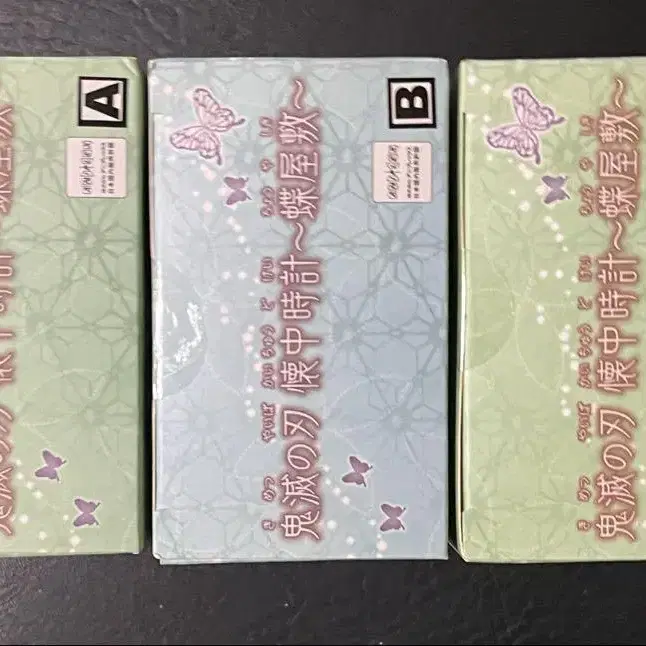 A
B
き めつ やいば かい ちゅう ど けい ちょう や しき
鬼滅の刃 懐中時計～蝶屋敷～
き めつ やいば かい ちゅう ど けい ちょう や しき
鬼滅の刃 懐中時計～蝶屋敷～